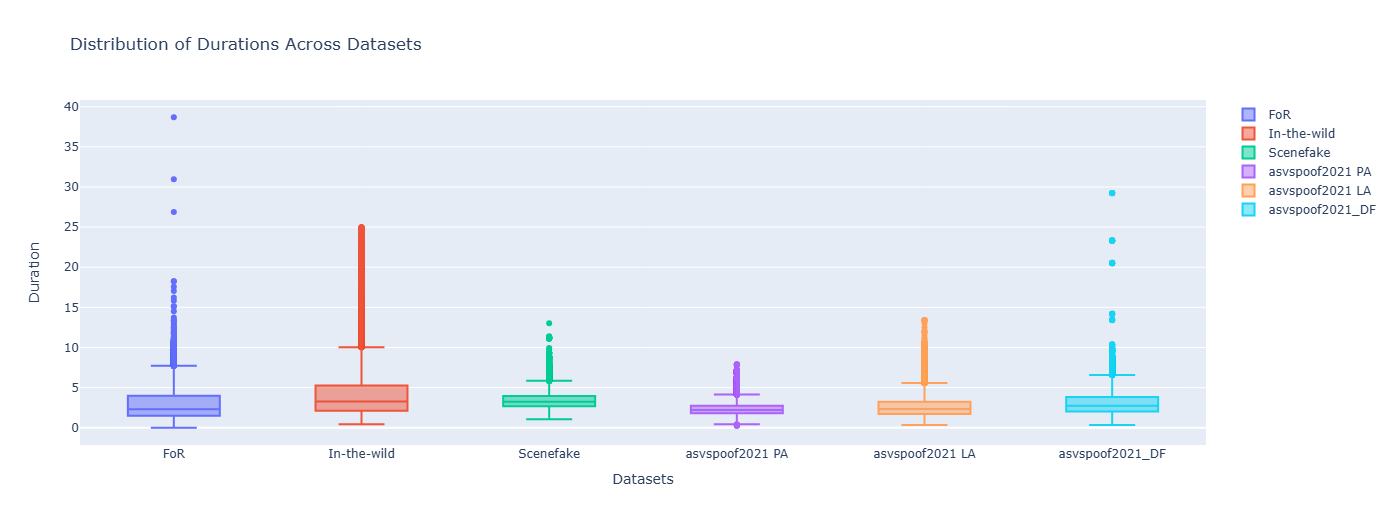 Distribution of Durations Across Datasets
40
35
30
25
20
15
10
5
0
Duration
FoR
In-the-wild
Scenefake
asvspoof2021 PA
asvspoof2021 LA
asvspoof2021_DF
Datasets
FoR
In-the-wild
Scenefake
asvspoof2021 PA
asvspoof2021 LA
asvspoof2021_DF